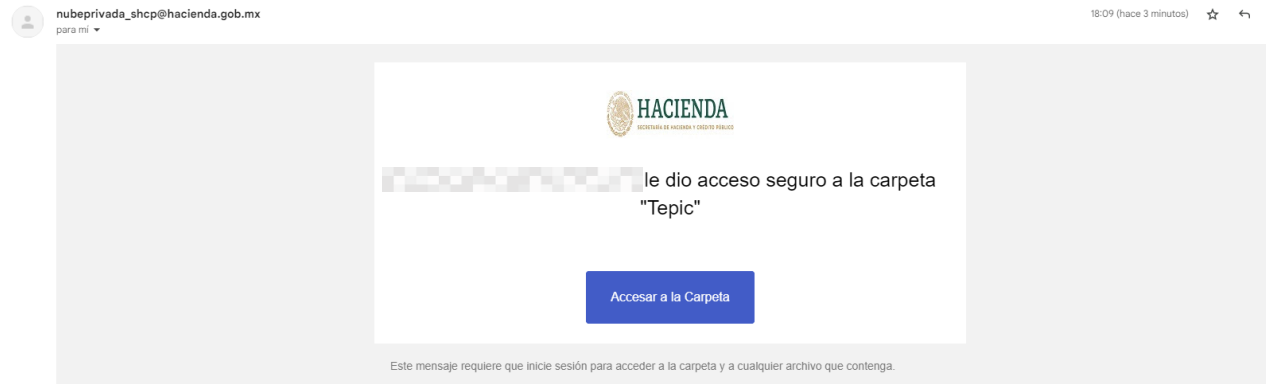 nubeprivada_shcp@hacienda.gob.mx
18:09 (hace 3 minutos)
para mí
HACIENDA
SECRETARÍA DE HACIENDA Y CRÉDITO PÚBLICO
le dio acceso seguro a la carpeta
"Tepic"
Accesar a la Carpeta
Este mensaje requiere que inicie sesión para acceder a la carpeta y a cualquier archivo que contenga.